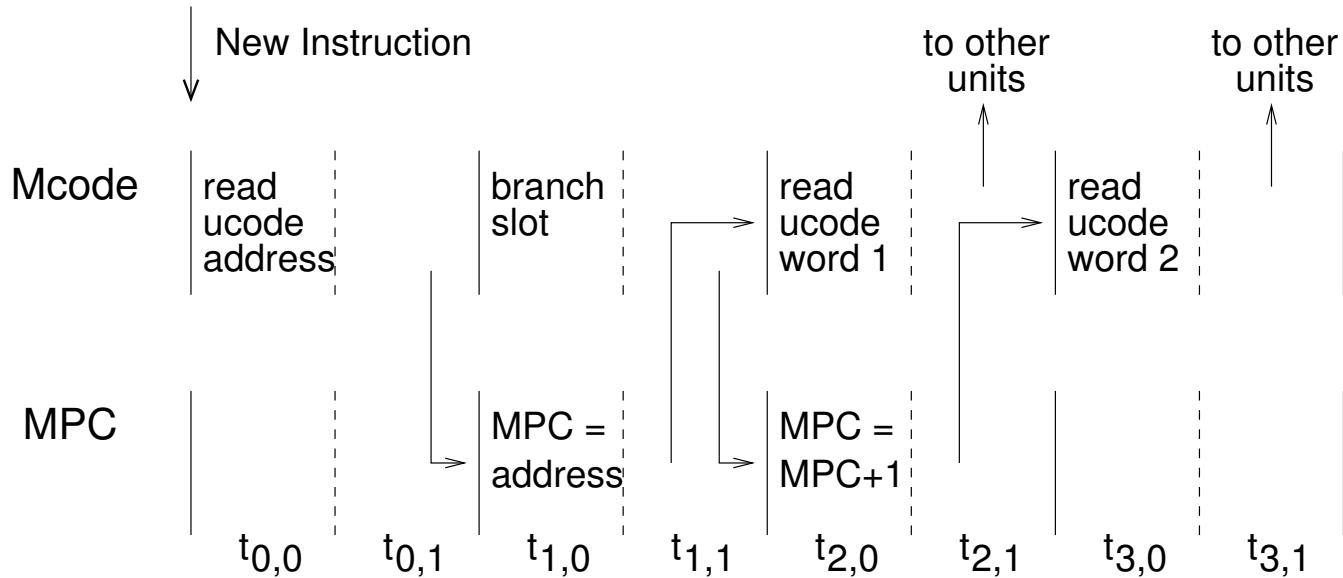 New Instruction
to other
units
to other
units
Mcode
read
ucode
address
branch
slot
read
ucode
word 1
read
ucode
word 2
MPC
MPC =
address
MPC =
MPC+1
t0,0
t0,1
t1,0
t1,1
t2,0
t2,1
t3,0
t3,1